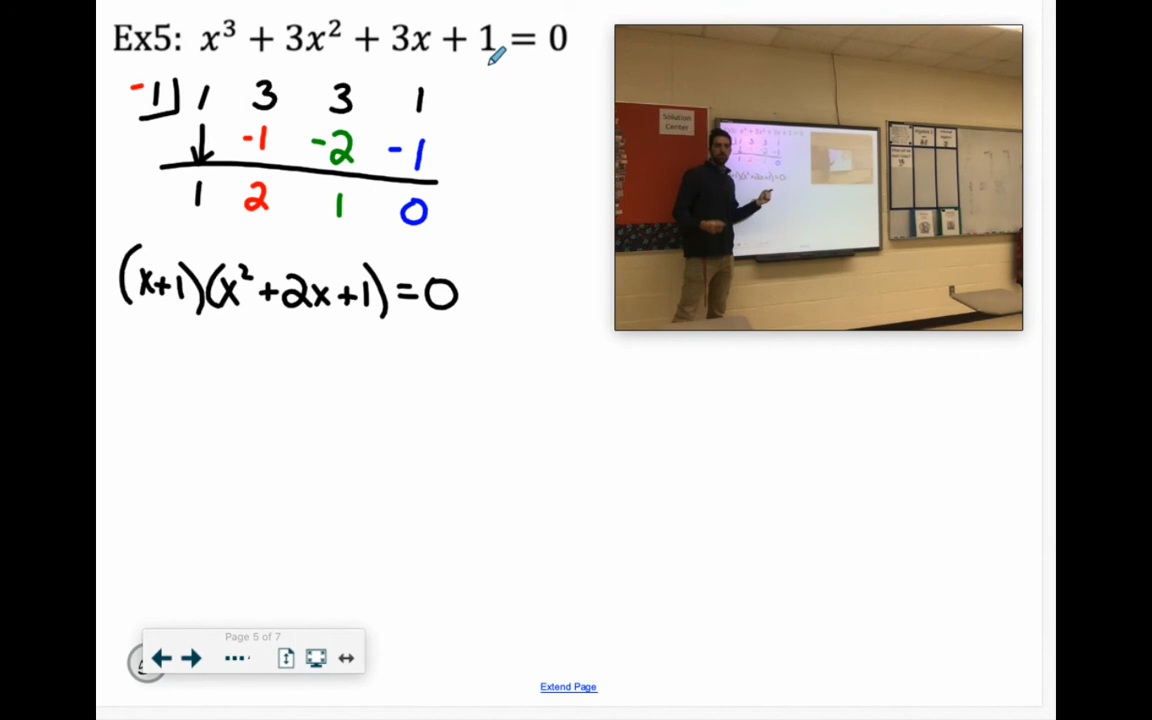 Ex5: x³ + 3x² + 3x + 1 = 0
-1 1 3 3 1
-1 -2 -1
1 2 1 0
(x+1)(x²+2x+1)=0
Solution
Center
Page 5 of 7
Extend Page